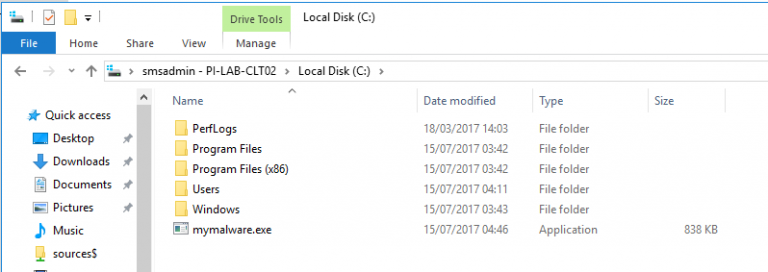 Drive Tools Local Disk (C:)
File Home Share View Manage
smsadmin - PI-LAB-CLT02 Local Disk (C:)
Quick access
Desktop
Downloads
Documents
Pictures
Music
sources$
Name Date modified Type Size
PerfLogs 18/03/2017 14:03 File folder
Program Files 15/07/2017 03:42 File folder
Program Files (x86) 15/07/2017 03:42 File folder
Users 15/07/2017 04:11 File folder
Windows 15/07/2017 03:43 File folder
mymalware.exe 15/07/2017 04:46 Application 838 KB